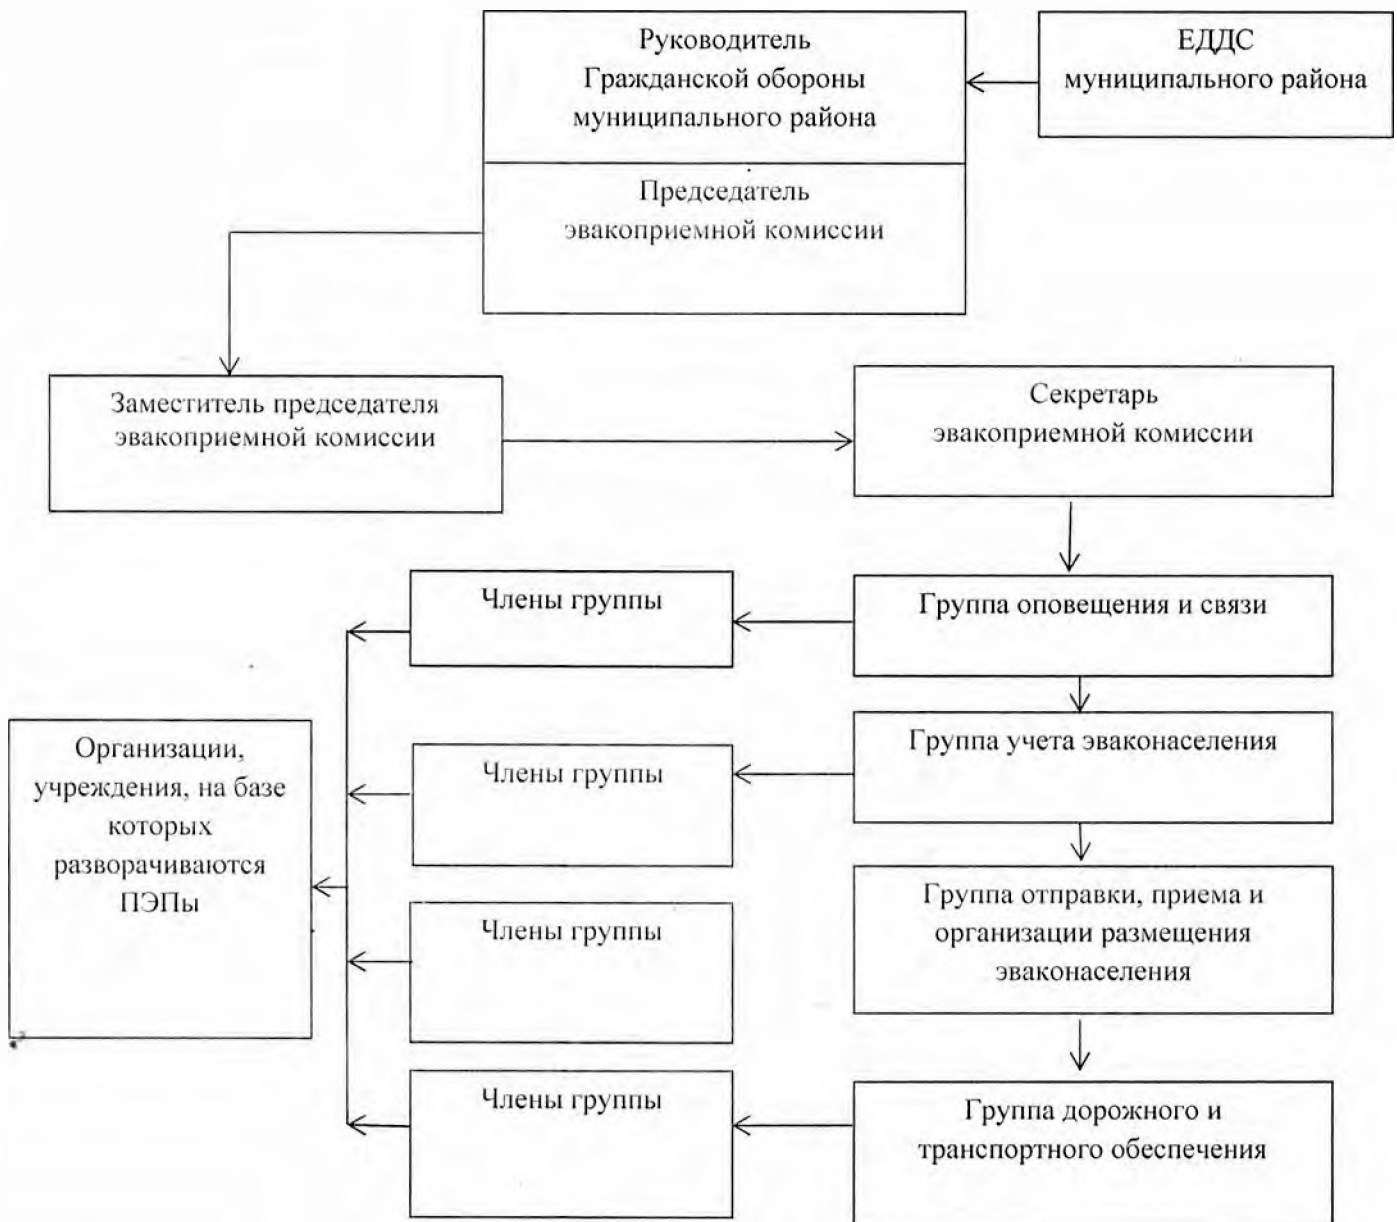 Руководитель
Гражданской обороны
муниципального района
ЕДДС
муниципального района
Председатель
эвакоприемной комиссии
Заместитель председателя
эвакоприемной комиссии
Секретарь
эвакоприемной комиссии
Члены группы
Группа оповещения и связи
Организации,
учреждения, на базе
которых
разворачиваются
ПЭПы
Члены группы
Группа учета эваконаселения
Члены группы
Группа отправки, приема и
организации размещения
эваконаселения
Члены группы
Группа дорожного и
транспортного обеспечения